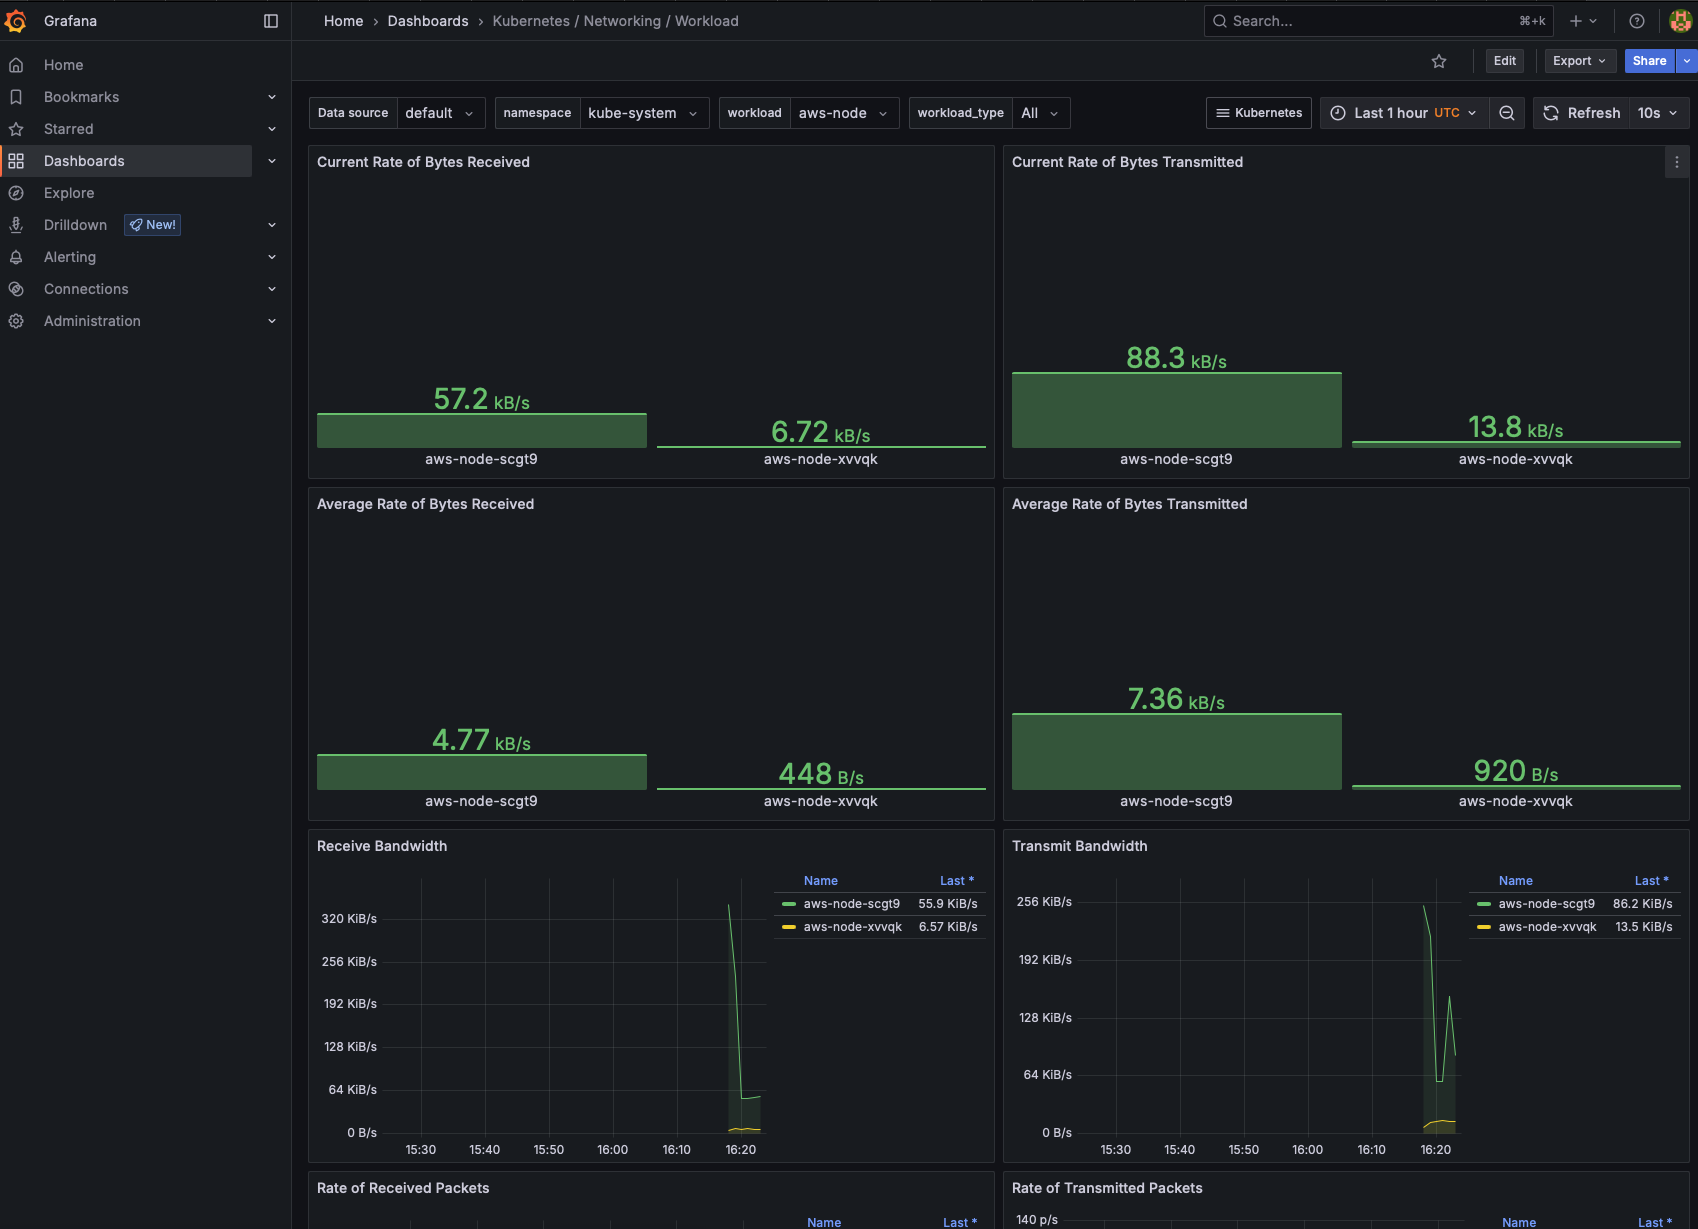 Grafana
Home › Dashboards › Kubernetes / Networking / Workload
Search...
⌘+k
Home
Bookmarks
Starred
Dashboards
Explore
Drilldown New!
Alerting
Connections
Administration
Edit
Export
Share
Data source default
namespace kube-system
workload aws-node
workload_type All
Kubernetes
Last 1 hour UTC
Refresh 10s
Current Rate of Bytes Received
57.2 kB/s
6.72 kB/s
aws-node-scgt9
aws-node-xvvqk
Current Rate of Bytes Transmitted
88.3 kB/s
13.8 kB/s
aws-node-scgt9
aws-node-xvvqk
Average Rate of Bytes Received
4.77 kB/s
448 B/s
aws-node-scgt9
aws-node-xvvqk
Average Rate of Bytes Transmitted
7.36 kB/s
920 B/s
aws-node-scgt9
aws-node-xvvqk
Receive Bandwidth
320 KiB/s
256 KiB/s
192 KiB/s
128 KiB/s
64 KiB/s
0 B/s
15:30 15:40 15:50 16:00 16:10 16:20
Name Last *
aws-node-scgt9 55.9 KiB/s
aws-node-xvvqk 6.57 KiB/s
Transmit Bandwidth
256 KiB/s
192 KiB/s
128 KiB/s
64 KiB/s
0 B/s
15:30 15:40 15:50 16:00 16:10 16:20
Name Last *
aws-node-scgt9 86.2 KiB/s
aws-node-xvvqk 13.5 KiB/s
Rate of Received Packets
Name Last *
Rate of Transmitted Packets
140 p/s
Name Last *